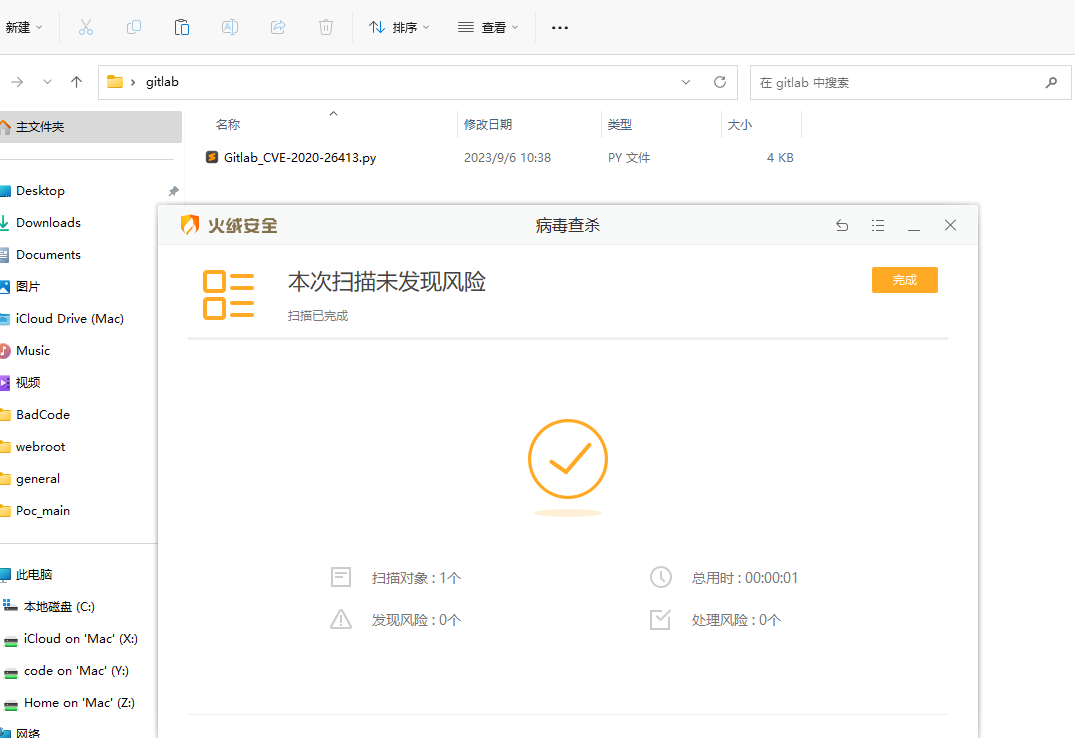 新建
排序
查看
gitlab
在 gitlab 中搜索
主文件夹
名称
修改日期
类型
大小
Gitlab_CVE-2020-26413.py
2023/9/6 10:38
PY 文件
4 KB
Desktop
Downloads
Documents
图片
iCloud Drive (Mac)
Music
视频
BadCode
webroot
general
Poc_main
此电脑
本地磁盘 (C:)
iCloud on 'Mac' (X:)
code on 'Mac' (Y:)
Home on 'Mac' (Z:)
网络
火绒安全
病毒查杀
本次扫描未发现风险
完成
扫描已完成
扫描对象 : 1个
总用时 : 00:00:01
发现风险 : 0个
处理风险 : 0个